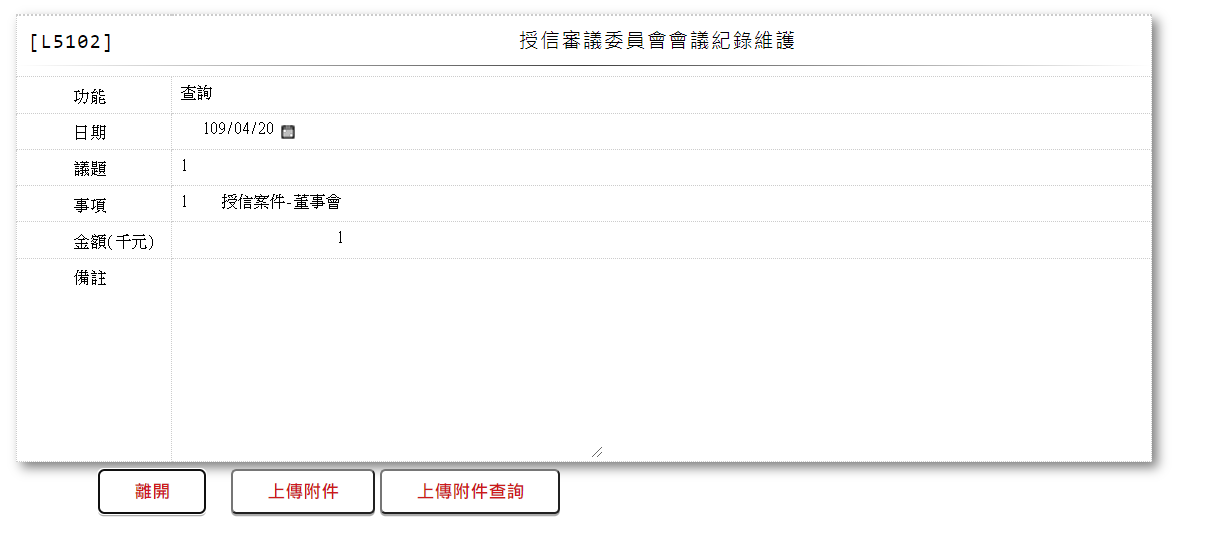 [L5102] 授信審議委員會會議紀錄維護
功能 查詢
日期 109/04/20
議題 1
事項 1 授信案件-董事會
金額(千元) 1
備註
離開 上傳附件 上傳附件查詢